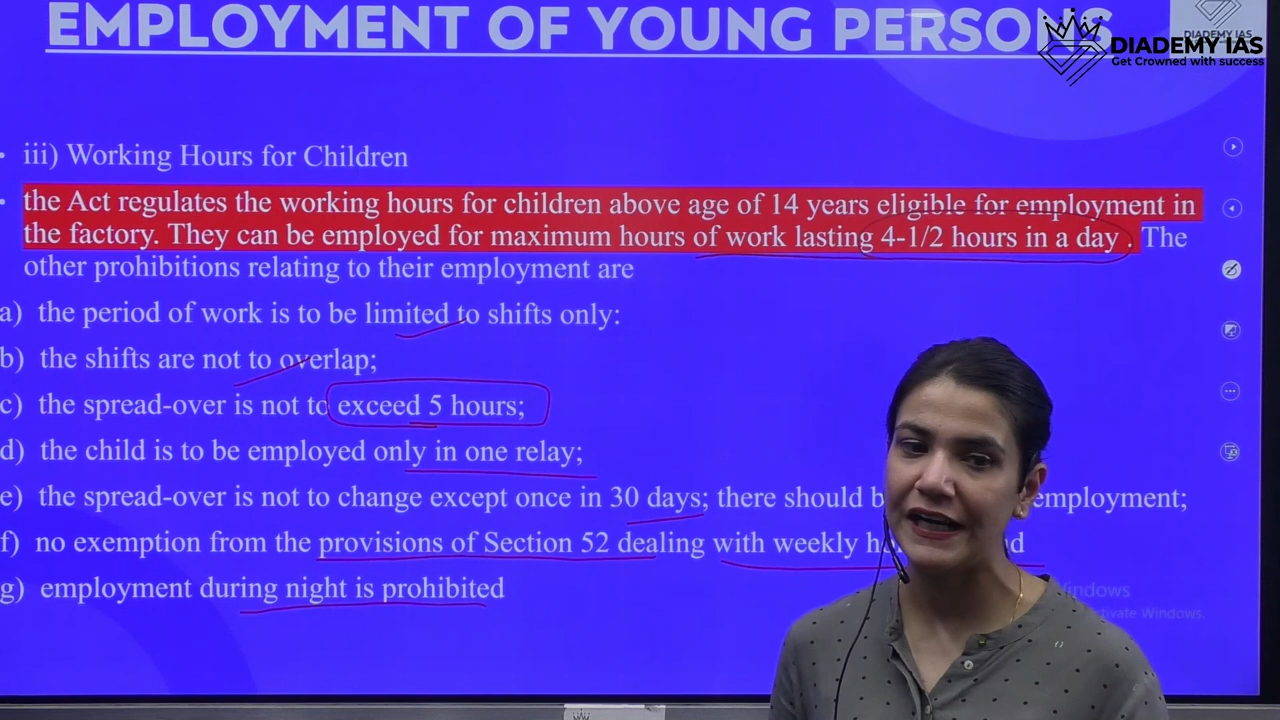 EMPLOYMENT OF YOUNG PERSONS
DIADEMY IAS
DIADEMY IAS
Get Crowned with success
• iii) Working Hours for Children
• the Act regulates the working hours for children above age of 14 years eligible for employment in
the factory. They can be employed for maximum hours of work lasting 4-1/2 hours in a day . The
other prohibitions relating to their employment are
a) the period of work is to be limited to shifts only:
b) the shifts are not to overlap;
c) the spread-over is not to exceed 5 hours;
d) the child is to be employed only in one relay;
e) the spread-over is not to change except once in 30 days; there should employment;
f) no exemption from the provisions of Section 52 dealing with weekly
g) employment during night is prohibited
Windows